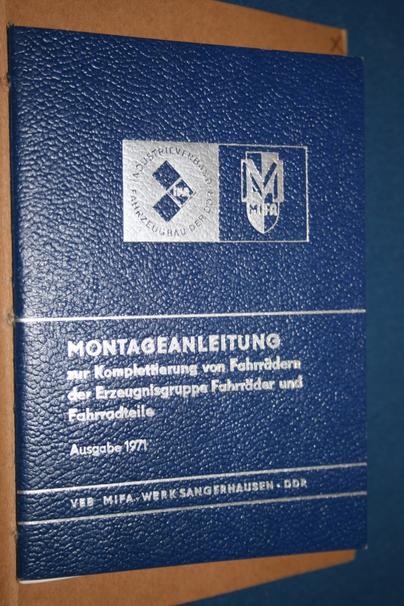 INDUSTRIEVERBAND
FAHRZEUGBAU DER DDR
IFA
M
MIFA
MONTAGEANLEITUNG
zur Komplettierung von Fahrrädern
der Erzeugnisgruppe Fahrräder und
Fahrradteile
Ausgabe 1971
VEB MIFA-WERK SANGERHAUSEN · DDR